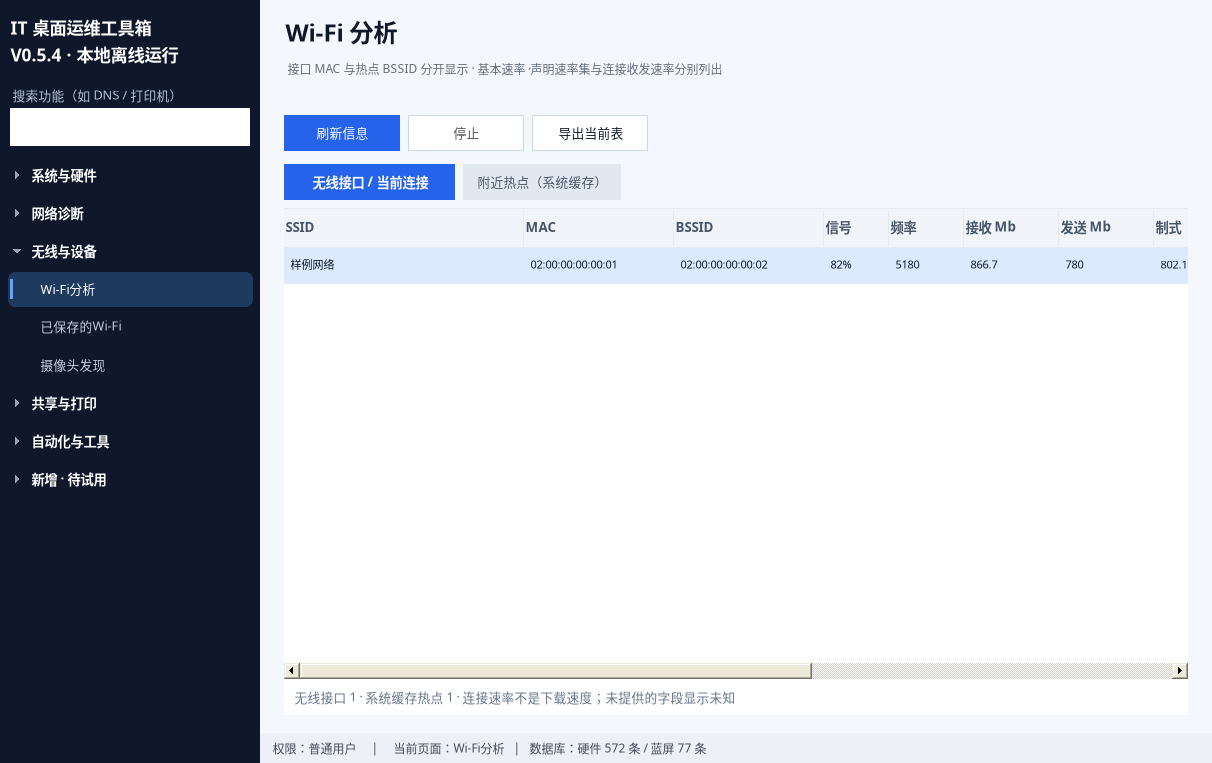 IT 桌面运维工具箱
V0.5.4 · 本地离线运行
搜索功能（如 DNS / 打印机）
系统与硬件
网络诊断
无线与设备
Wi-Fi分析
已保存的Wi-Fi
摄像头发现
共享与打印
自动化与工具
新增 · 待试用
Wi-Fi 分析
接口 MAC 与热点 BSSID 分开显示 · 基本速率 ·声明速率集与连接收发速率分别列出
刷新信息 停止 导出当前表
无线接口 / 当前连接 附近热点（系统缓存）
SSID MAC BSSID 信号 频率 接收 Mb 发送 Mb 制式
样例网络 02:00:00:00:00:01 02:00:00:00:00:02 82% 5180 866.7 780 802.1
无线接口 1 · 系统缓存热点 1 · 连接速率不是下载速度；未提供的字段显示未知
权限：普通用户 | 当前页面：Wi-Fi分析 | 数据库：硬件 572 条 / 蓝屏 77 条